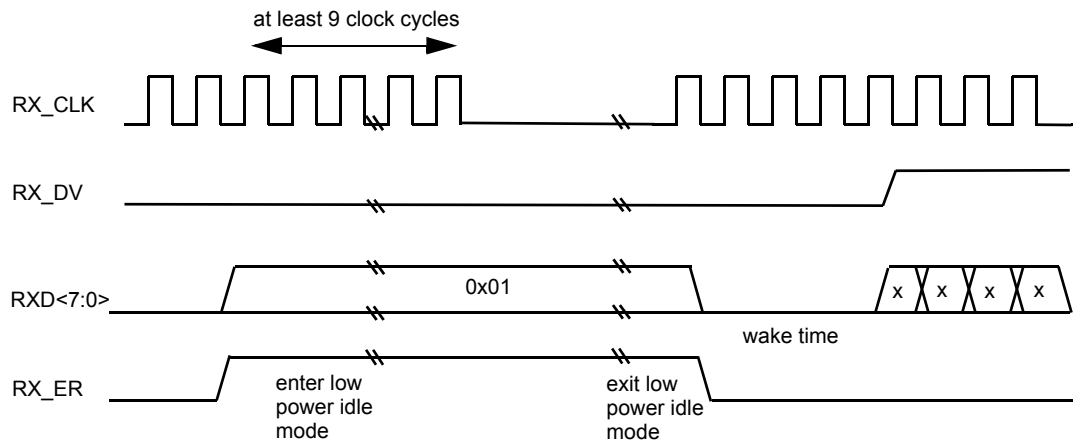 at least 9 clock cycles
RX_CLK
RX_DV
RXD<7:0>
0x01
x x x x
wake time
RX_ER
enter low
power idle
mode
exit low
power idle
mode